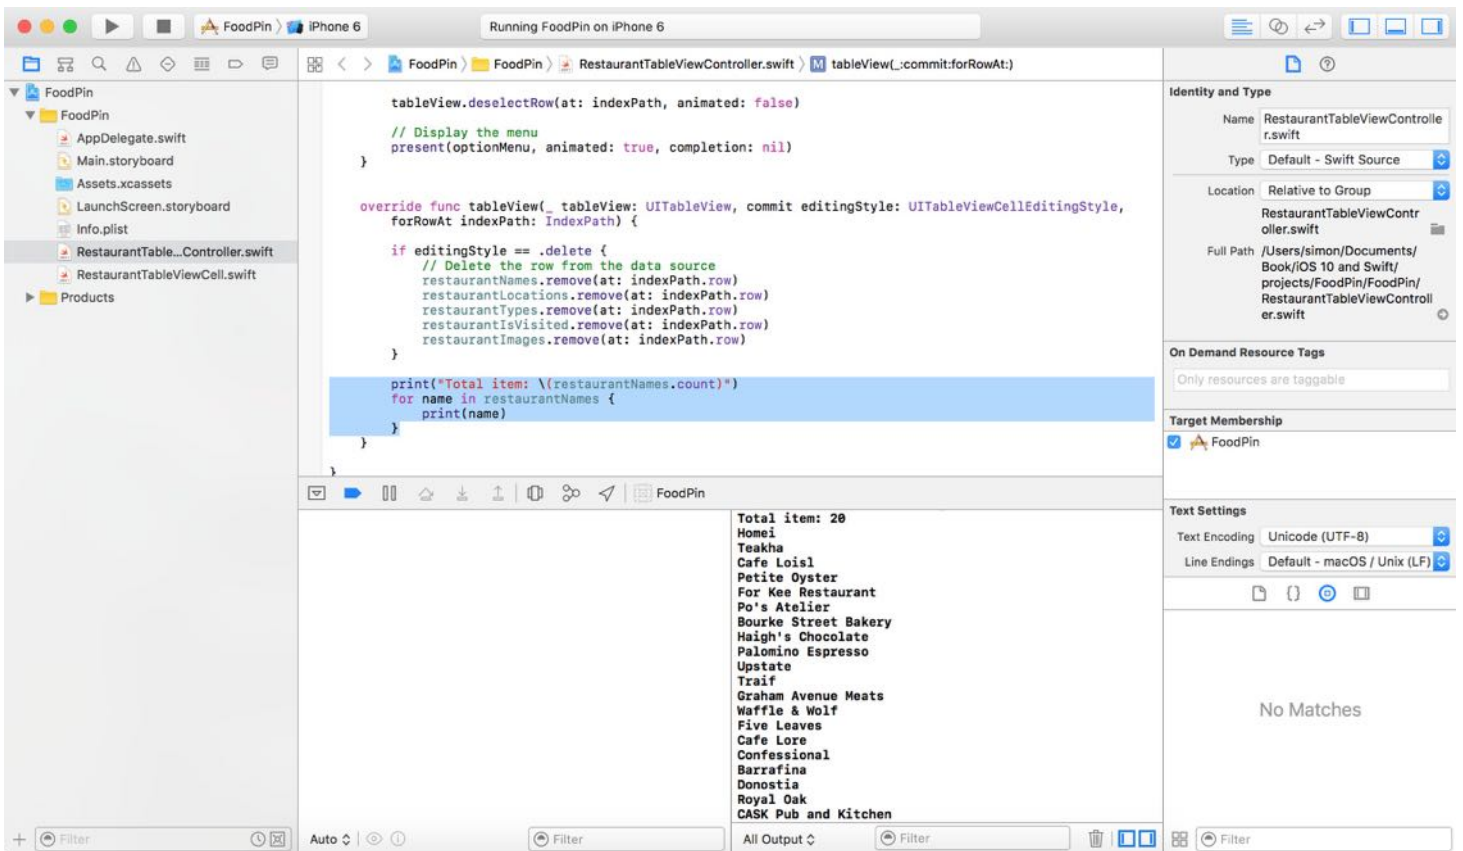 FoodPin
iPhone 6
Running FoodPin on iPhone 6
FoodPin
FoodPin
AppDelegate.swift
Main.storyboard
Assets.xcassets
LaunchScreen.storyboard
Info.plist
RestaurantTable...Controller.swift
RestaurantTableViewCell.swift
Products
Filter
FoodPin
FoodPin
RestaurantTableViewController.swift
M
tableView(_:commit:forRowAt:)
tableView.deselectRow(at: indexPath, animated: false)
// Display the menu
present(optionMenu, animated: true, completion: nil)
}
override func tableView(_ tableView: UITableView, commit editingStyle: UITableViewCellEditingStyle,
forRowAt indexPath: IndexPath) {
if editingStyle == .delete {
// Delete the row from the data source
restaurantNames.remove(at: indexPath.row)
restaurantLocations.remove(at: indexPath.row)
restaurantTypes.remove(at: indexPath.row)
restaurantIsVisited.remove(at: indexPath.row)
restaurantImages.remove(at: indexPath.row)
}
print("Total item: \(restaurantNames.count)")
for name in restaurantNames {
print(name)
}
}
}
FoodPin
Auto
Filter
Total item: 20
Homei
Teakha
Cafe Loisl
Petite Oyster
For Kee Restaurant
Po's Atelier
Bourke Street Bakery
Haigh's Chocolate
Palomino Espresso
Upstate
Traif
Graham Avenue Meats
Waffle & Wolf
Five Leaves
Cafe Lore
Confessional
Barrafina
Donostia
Royal Oak
CASK Pub and Kitchen
All Output
Filter
Identity and Type
Name RestaurantTableViewControlle
r.swift
Type Default - Swift Source
Location Relative to Group
RestaurantTableViewContr
oller.swift
Full Path /Users/simon/Documents/
Book/iOS 10 and Swift/
projects/FoodPin/FoodPin/
RestaurantTableViewControll
er.swift
On Demand Resource Tags
Only resources are taggable
Target Membership
FoodPin
Text Settings
Text Encoding Unicode (UTF-8)
Line Endings Default - macOS / Unix (LF)
No Matches
Filter